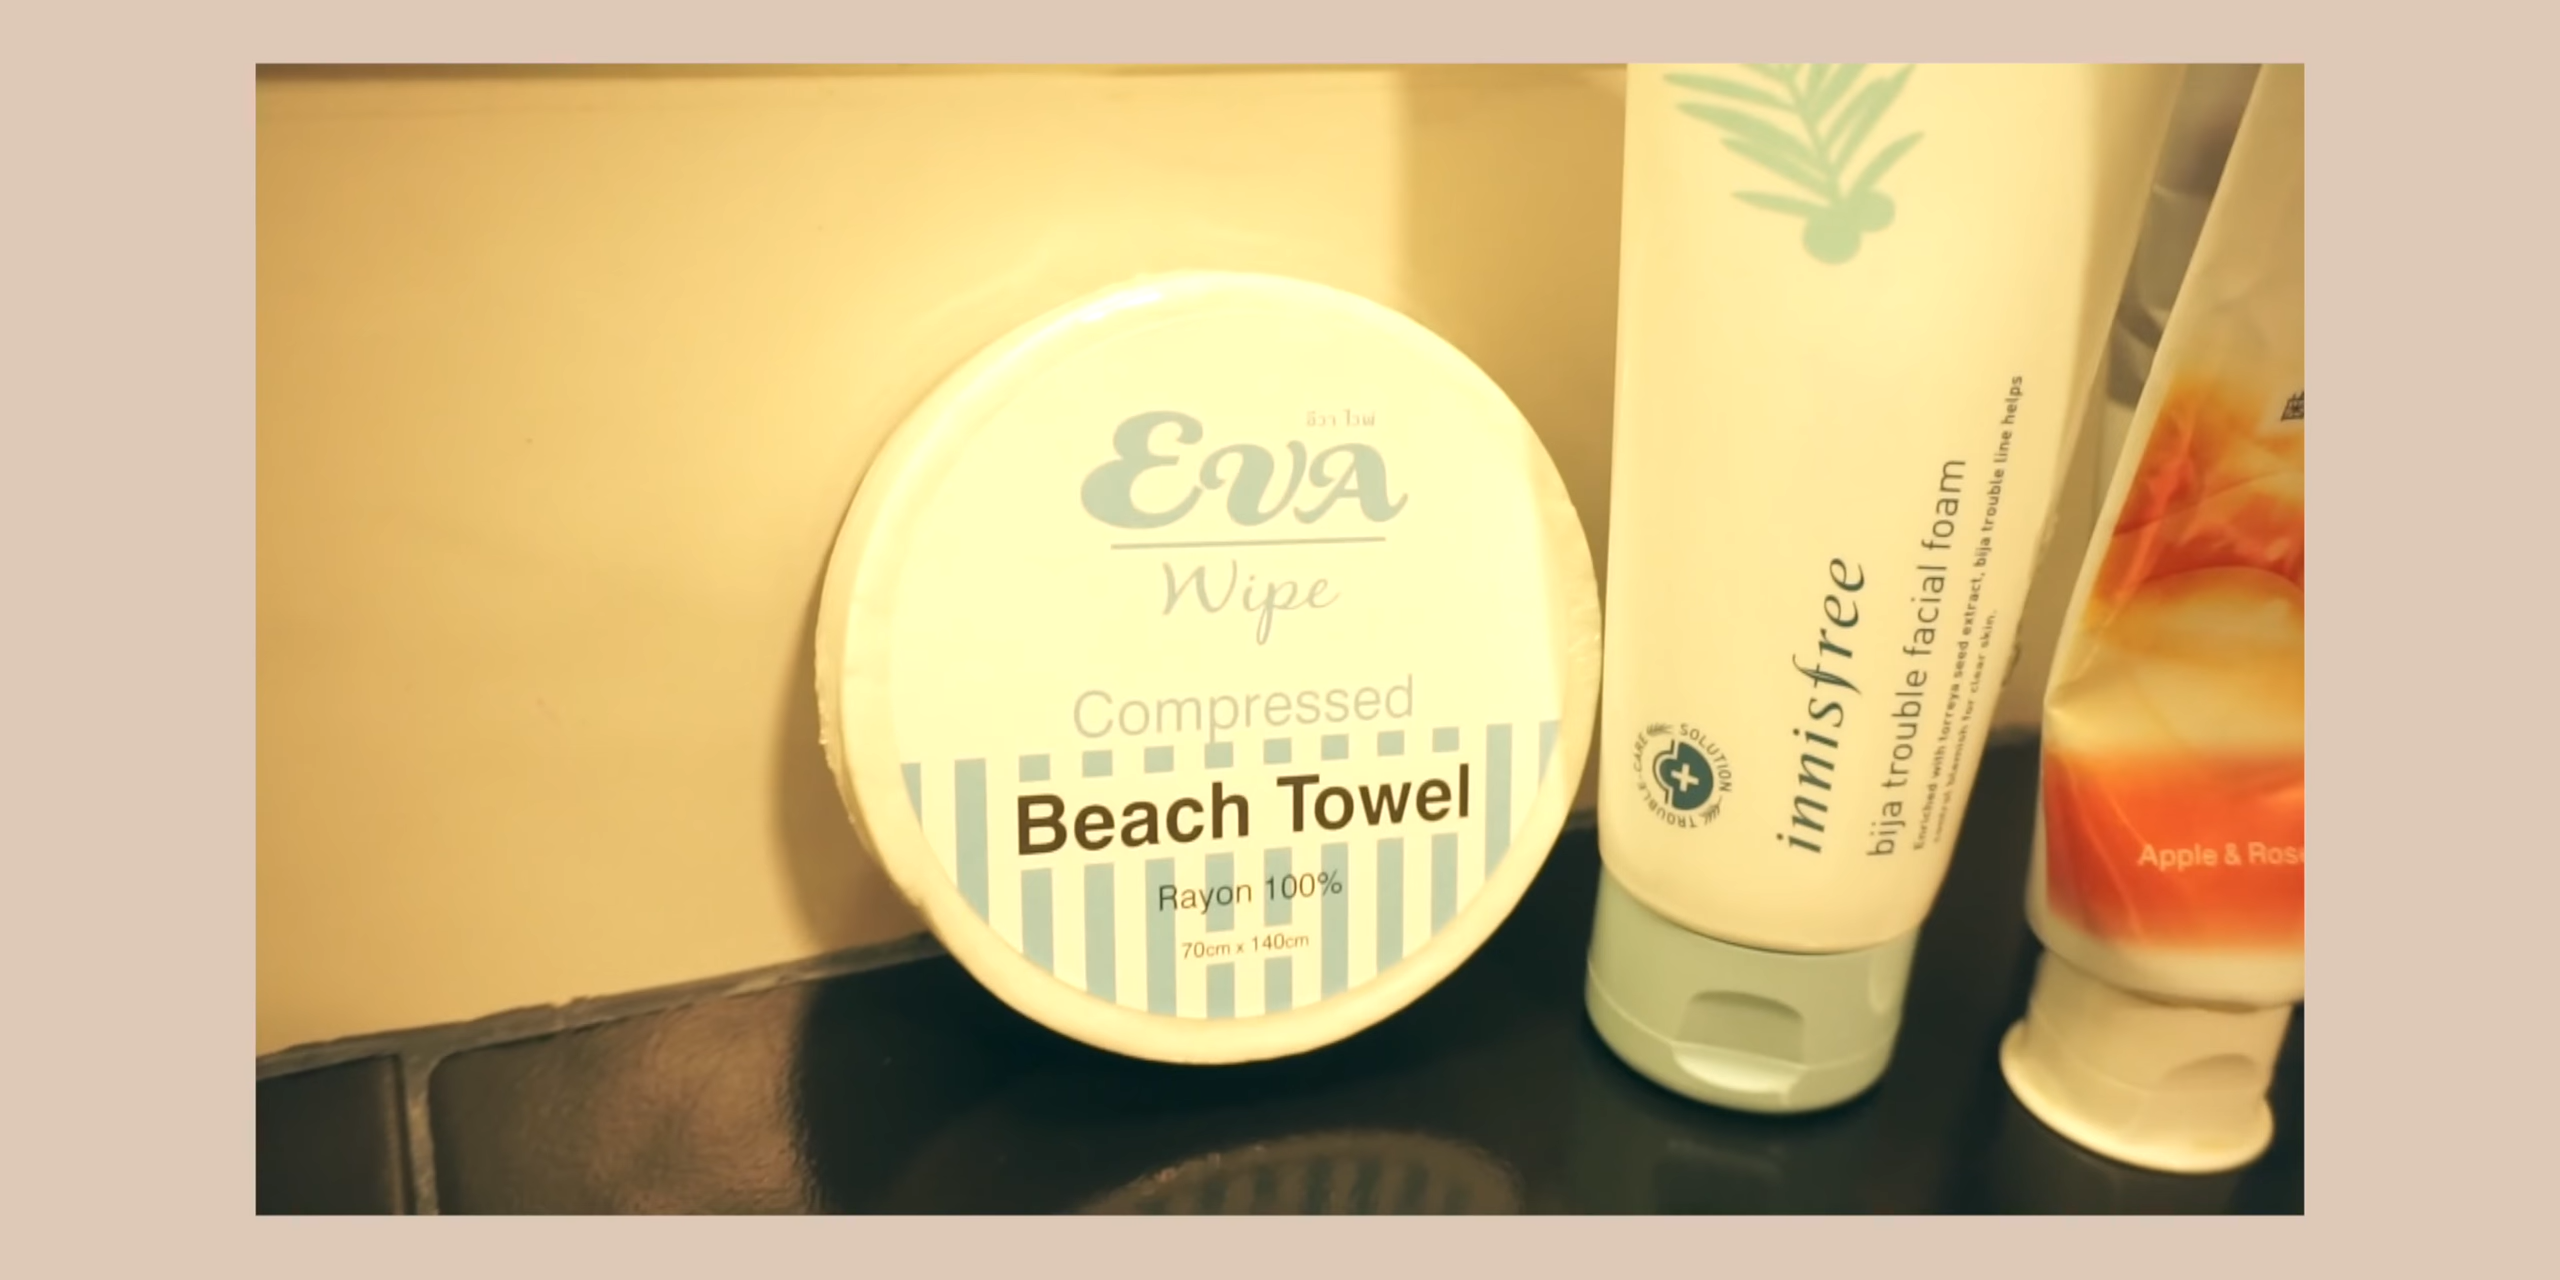 อีวา ไวพ์
EVA
Wipe
Compressed
Beach Towel
Rayon 100%
70cm x 140cm
TROUBLE-CARE SOLUTION
innisfree
bija trouble facial foam
Enriched with torreya seed extract, bija trouble line helps
control blemish for clear skin.
Apple & Rose